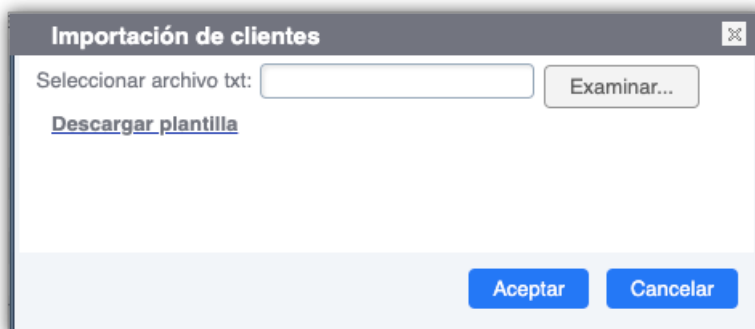 Importación de clientes
Seleccionar archivo txt: Examinar...
Descargar plantilla
Aceptar Cancelar